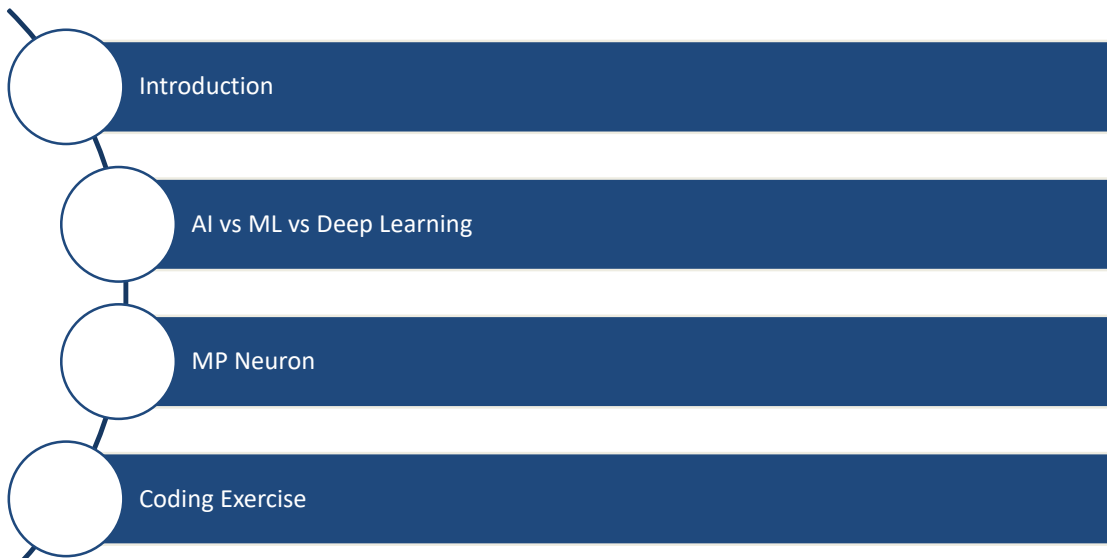 Introduction
AI vs ML vs Deep Learning
MP Neuron
Coding Exercise